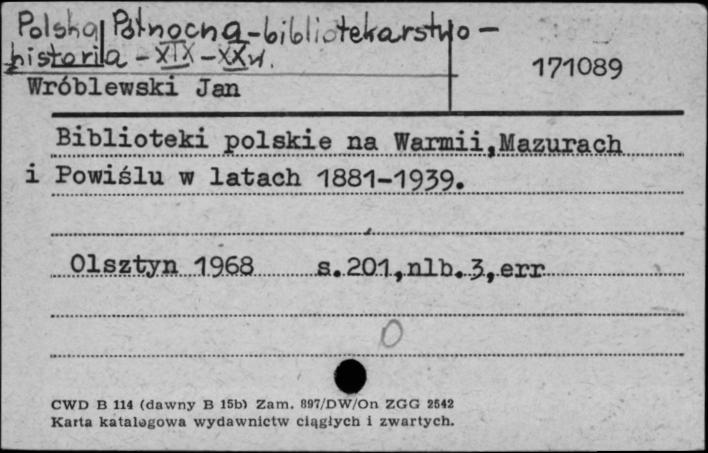 Polska Północna - bibliotekarstwo -
historia - XIX - XX w.
171089
Wróblewski Jan
Biblioteki polskie na Warmii, Mazurach
i Powiślu w latach 1881-1939.
Olsztyn 1968 s.201,nlb.3,err
0
CWD B 114 (dawny B 15b) Zam. 897/DW/On ZGG 2542
Karta katalogowa wydawnictw ciągłych i zwartych.